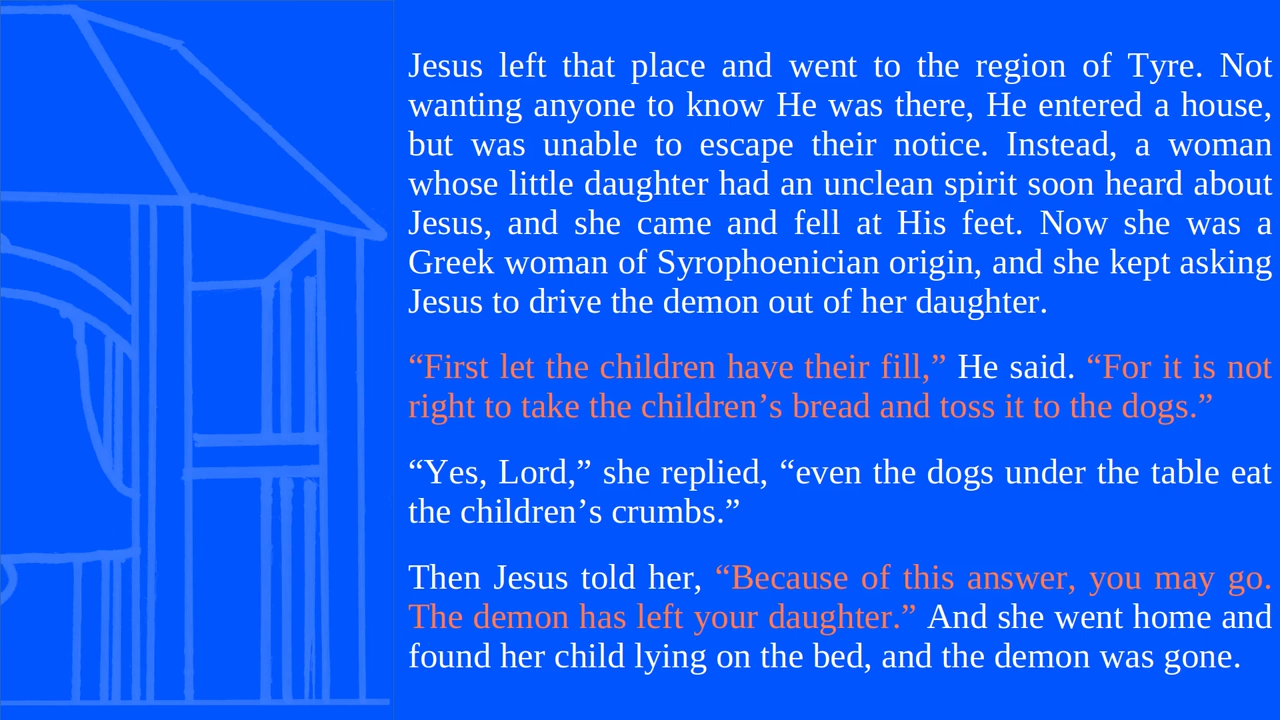 Jesus left that place and went to the region of Tyre. Not
wanting anyone to know He was there, He entered a house,
but was unable to escape their notice. Instead, a woman
whose little daughter had an unclean spirit soon heard about
Jesus, and she came and fell at His feet. Now she was a
Greek woman of Syrophoenician origin, and she kept asking
Jesus to drive the demon out of her daughter.
“First let the children have their fill,” He said. “For it is not
right to take the children’s bread and toss it to the dogs.”
“Yes, Lord,” she replied, “even the dogs under the table eat
the children’s crumbs.”
Then Jesus told her, “Because of this answer, you may go.
The demon has left your daughter.” And she went home and
found her child lying on the bed, and the demon was gone.